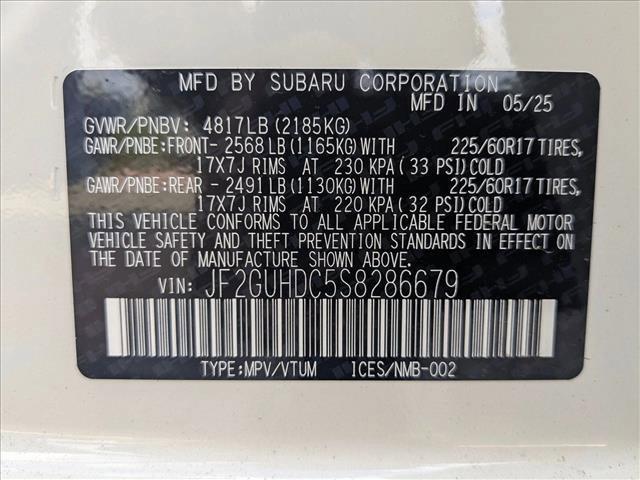 MFD BY SUBARU CORPORATION
MFD IN 05/25
GVWR/PNBV: 4817LB (2185KG)
GAWR/PNBE:FRONT- 2568 LB (1165KG) WITH 225/60R17 TIRES,
17X7J RIMS AT 230 KPA (33 PSI) COLD
GAWR/PNBE:REAR - 2491 LB (1130KG) WITH 225/60R17 TIRES,
17X7J RIMS AT 220 KPA (32 PSI) COLD
THIS VEHICLE CONFORMS TO ALL APPLICABLE FEDERAL MOTOR
VEHICLE SAFETY AND THEFT PREVENTION STANDARDS IN EFFECT ON
THE DATE OF MANUFACTURE SHOWN ABOVE.
VIN: JF2GUHDC5S8286679
TYPE:MPV/VTUM ICES/NMB-002